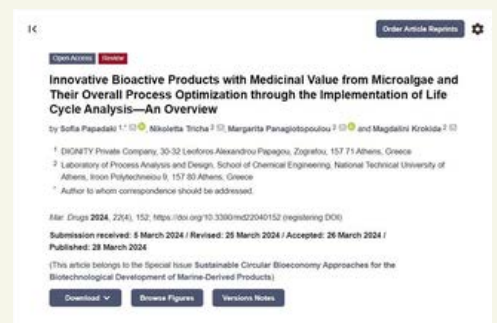 Order Article Reprints
Open Access Review
Innovative Bioactive Products with Medicinal Value from Microalgae and
Their Overall Process Optimization through the Implementation of Life
Cycle Analysis—An Overview
by Sofia Papadaki 1,* , Nikoletta Tricha 2 , Margarita Panagiotopoulou 2 and Magdalini Krokida 2
1 DIGNITY Private Company, 30-32 Leoforos Alexandrou Papagou, Zografou, 157 71 Athens, Greece
2 Laboratory of Process Analysis and Design, School of Chemical Engineering, National Technical University of
Athens, Iroon Polytechneiou 9, 157 80 Athens, Greece
* Author to whom correspondence should be addressed.
Mar. Drugs 2024, 22(4), 152; https://doi.org/10.3390/md22040152 (registering DOI)
Submission received: 5 March 2024 / Revised: 25 March 2024 / Accepted: 26 March 2024 /
Published: 28 March 2024
(This article belongs to the Special Issue Sustainable Circular Bioeconomy Approaches for the
Biotechnological Development of Marine-Derived Products)
Download Browse Figures Versions Notes